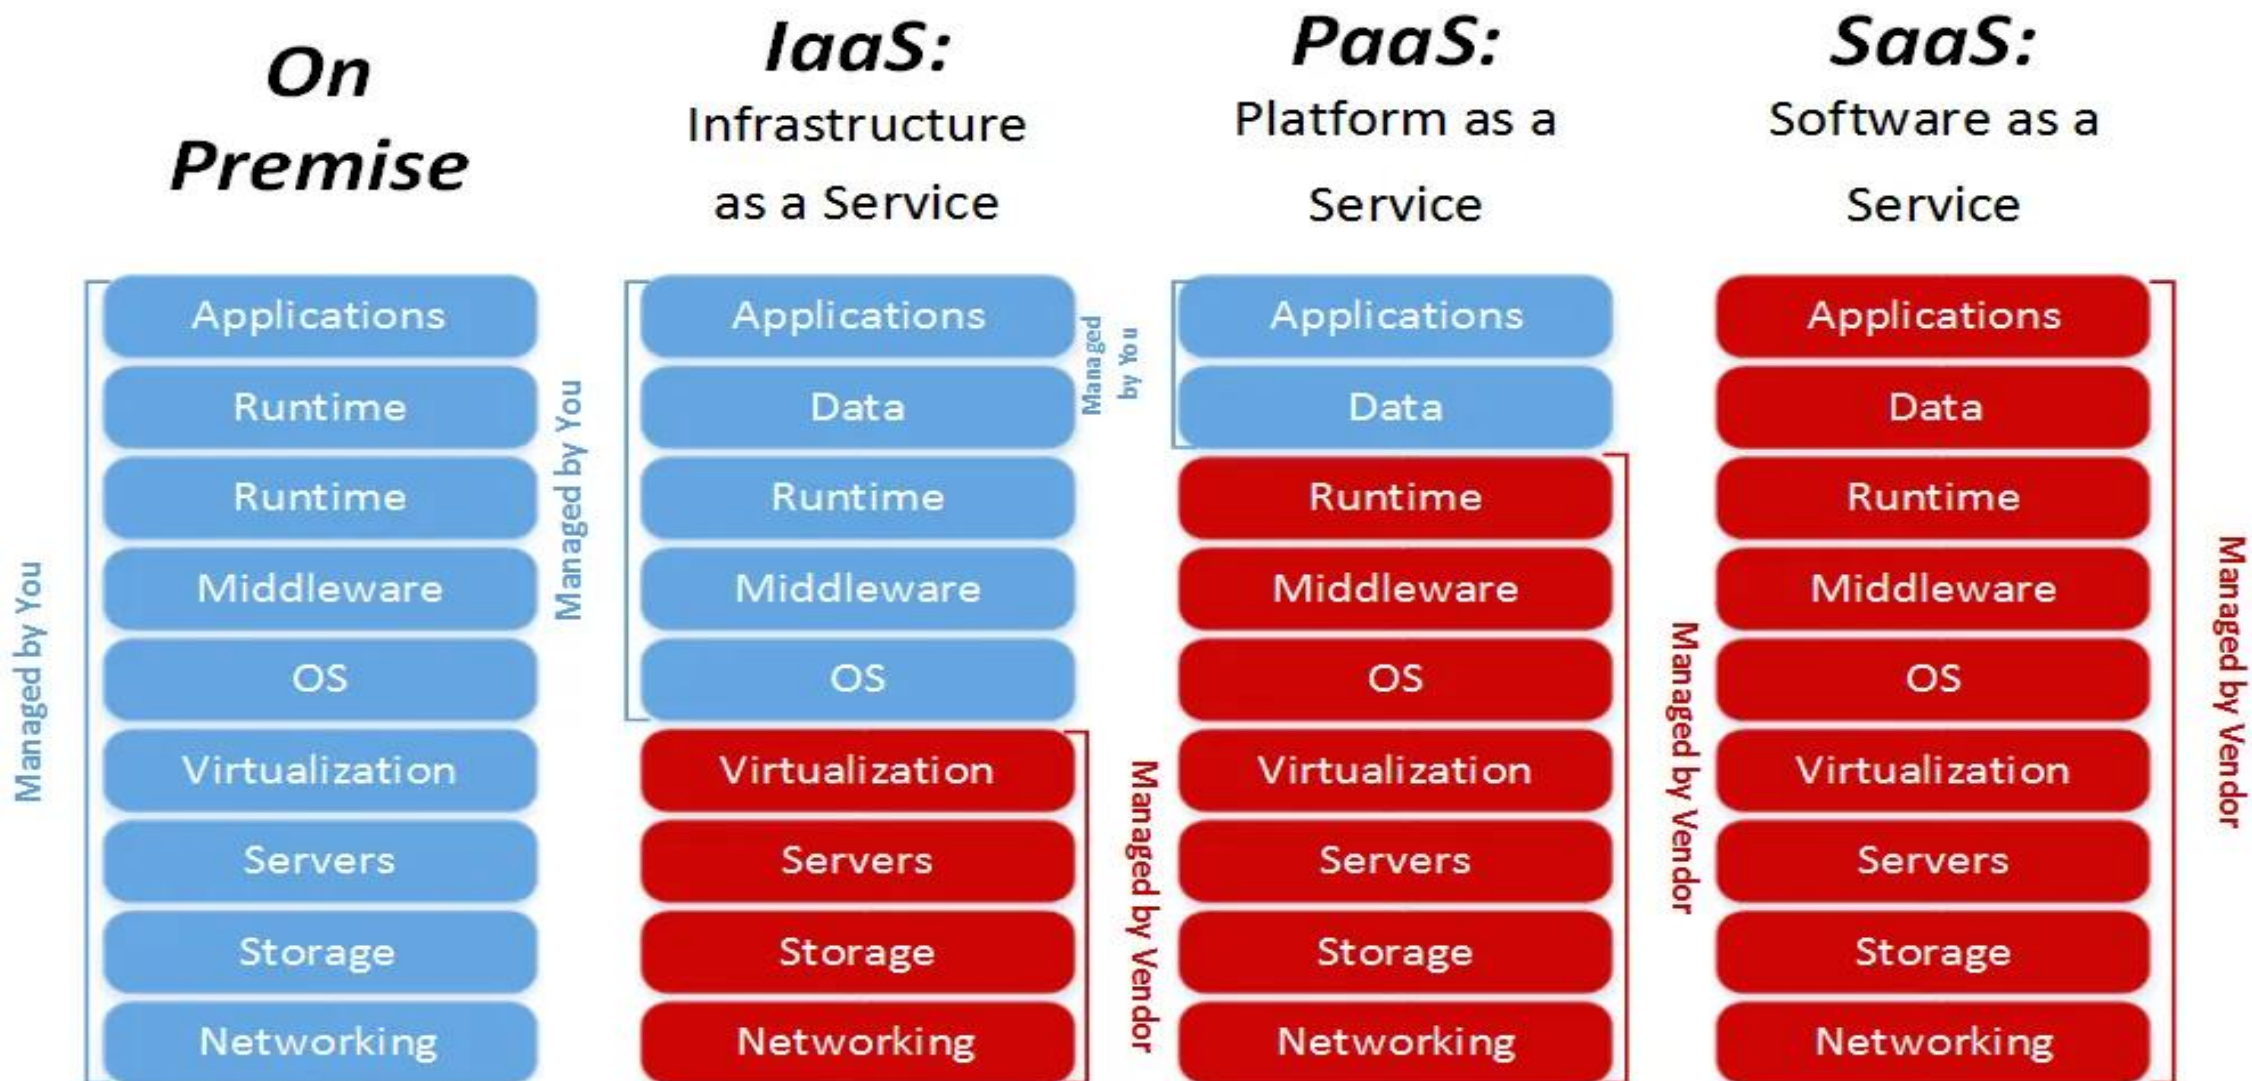 On
Premise
Managed by You
Applications
Runtime
Runtime
Middleware
OS
Virtualization
Servers
Storage
Networking
IaaS:
Infrastructure
as a Service
Managed by You
Applications
Data
Runtime
Middleware
OS
Virtualization
Servers
Storage
Networking
Managed by Vendor
PaaS:
Platform as a
Service
Managed
by You
Applications
Data
Runtime
Middleware
OS
Virtualization
Servers
Storage
Networking
Managed by Vendor
SaaS:
Software as a
Service
Applications
Data
Runtime
Middleware
OS
Virtualization
Servers
Storage
Networking
Managed by Vendor